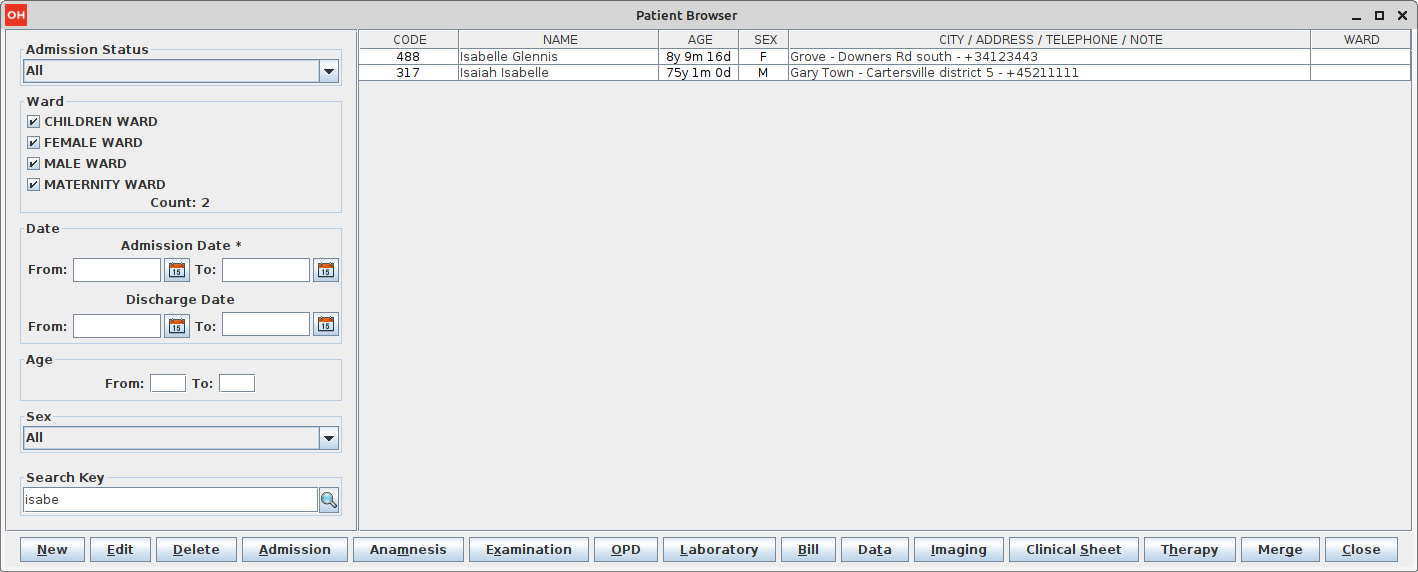 OH Patient Browser
Admission Status
All
Ward
CHILDREN WARD
FEMALE WARD
MALE WARD
MATERNITY WARD
Count: 2
Date
Admission Date *
From: 15 To: 15
Discharge Date
From: 15 To: 15
Age
From: To:
Sex
All
Search Key
isabe
CODE NAME AGE SEX CITY / ADDRESS / TELEPHONE / NOTE WARD
488 Isabelle Glennis 8y 9m 16d F Grove - Downers Rd south - +34123443
317 Isaiah Isabelle 75y 1m 0d M Gary Town - Cartersville district 5 - +45211111
New Edit Delete Admission Anamnesis Examination OPD Laboratory Bill Data Imaging Clinical Sheet Therapy Merge Close